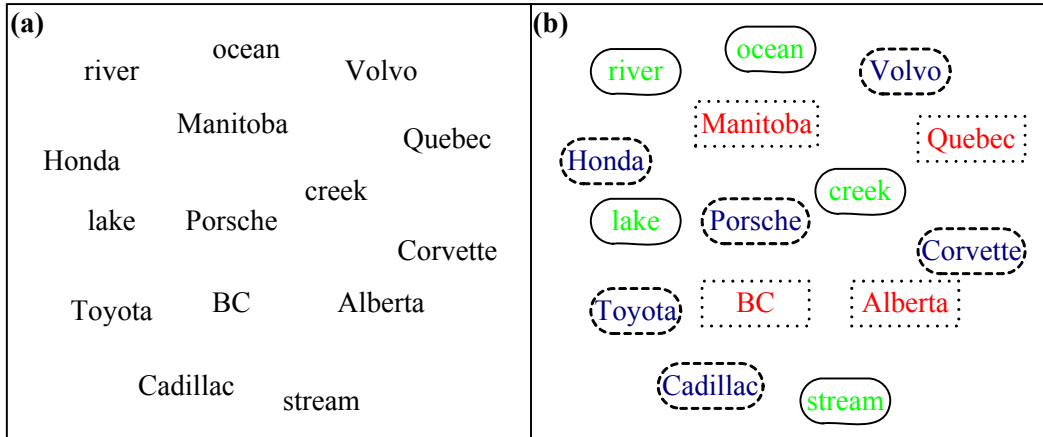 (a)
ocean
river
Volvo
Manitoba
Quebec
Honda
creek
lake
Porsche
Corvette
Toyota
BC
Alberta
Cadillac
stream
(b)
ocean
river
Volvo
Manitoba
Quebec
Honda
creek
lake
Porsche
Corvette
Toyota
BC
Alberta
Cadillac
stream